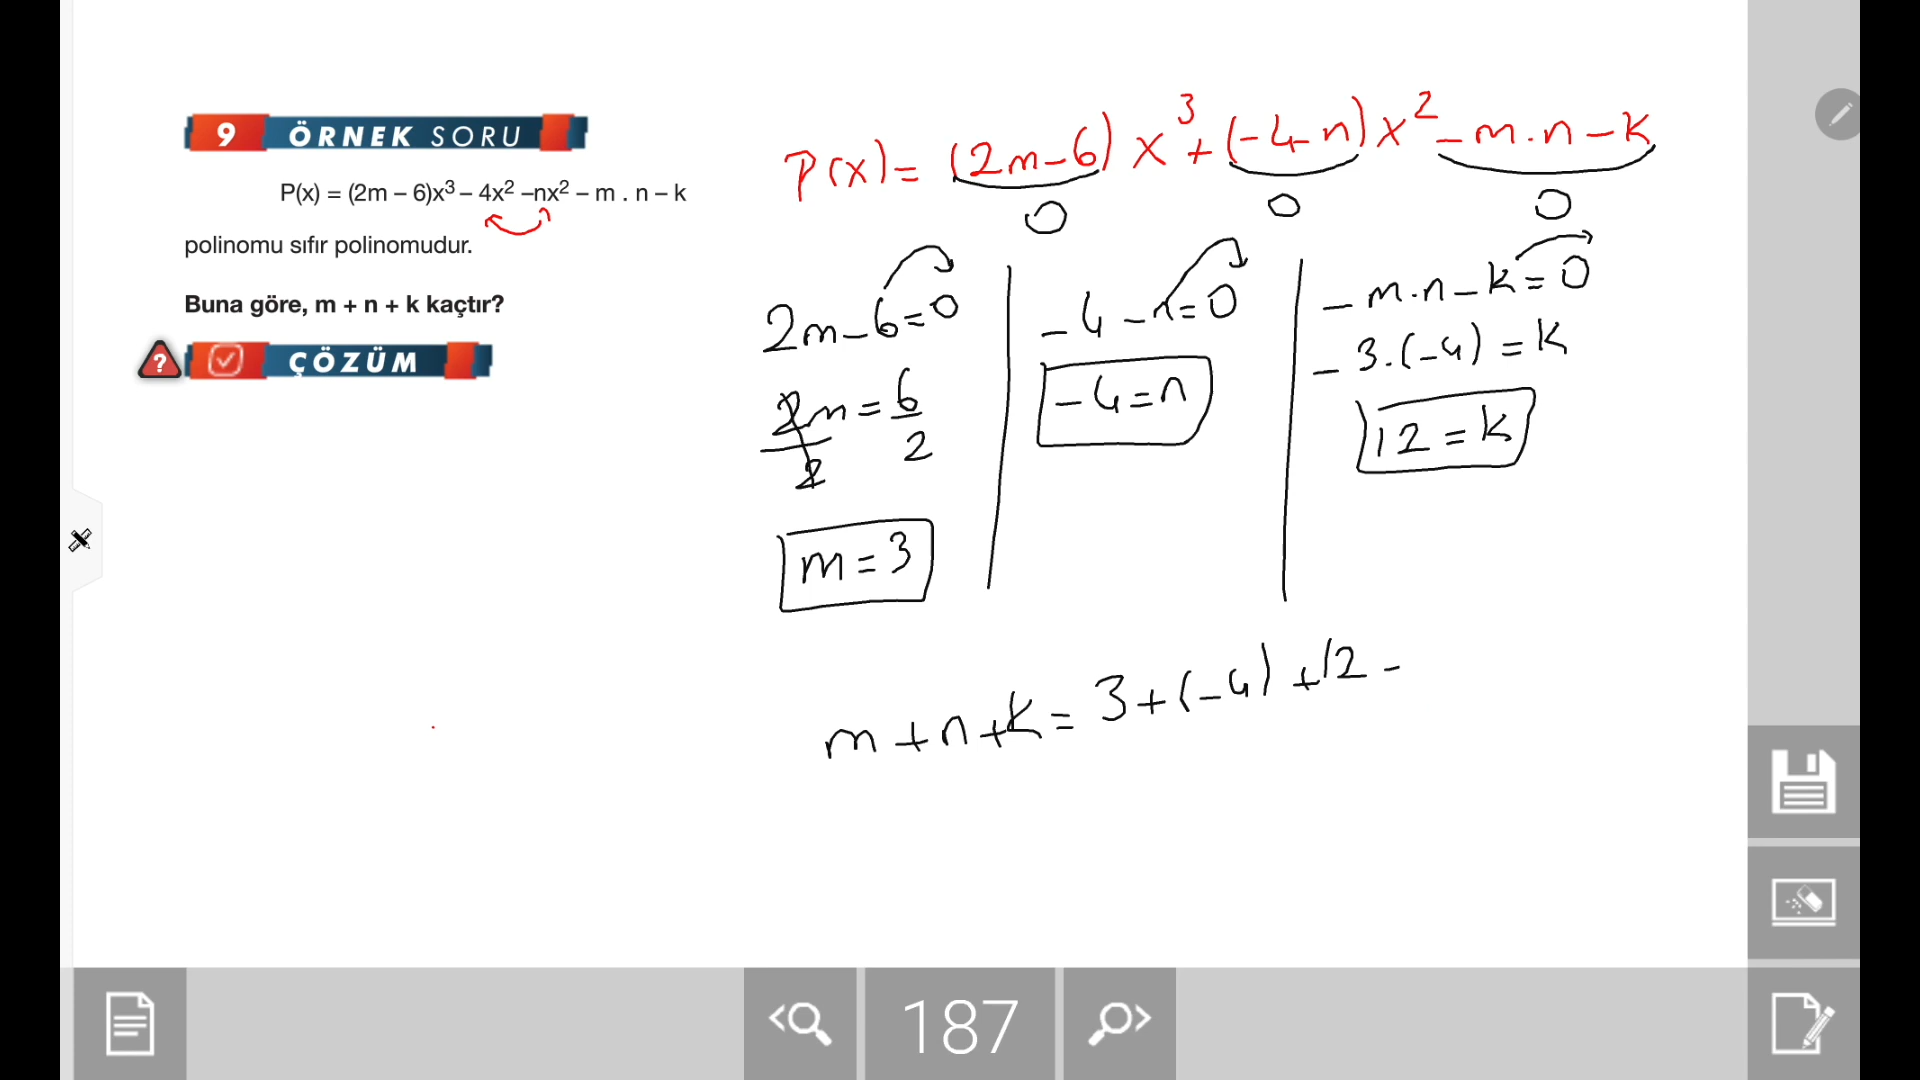 9 ÖRNEK SORU
P(x) = (2m – 6)x³ – 4x² –nx² – m . n – k
polinomu sıfır polinomudur.
Buna göre, m + n + k kaçtır?
? ÇÖZÜM
P(x) = (2m-6) x³ + (-4-n) x² - m.n - k
0 0 0
2m-6=0
2m = 6
2 2
m = 3
-4-n=0
-4=n
-m.n-k=0
-3.(-4) = k
12 = k
m+n+k = 3+(-4)+12 -
<Q 187 >